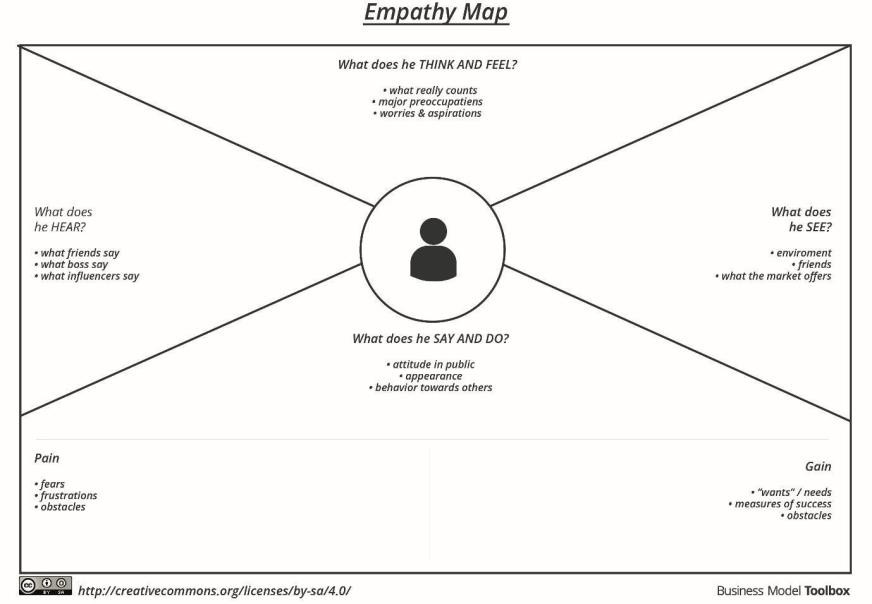 Empathy Map
What does he THINK AND FEEL?
• what really counts
• major preoccupatiens
• worries & aspirations
What does
he HEAR?
• what friends say
• what boss say
• what influencers say
What does
he SEE?
• enviroment
• friends
• what the market offers
What does he SAY AND DO?
• attitude in public
• appearance
• behavior towards others
Pain
• fears
• frustrations
• obstacles
Gain
• “wants” / needs
• measures of success
• obstacles
cc BY SA
http://creativecommons.org/licenses/by-sa/4.0/
Business Model Toolbox